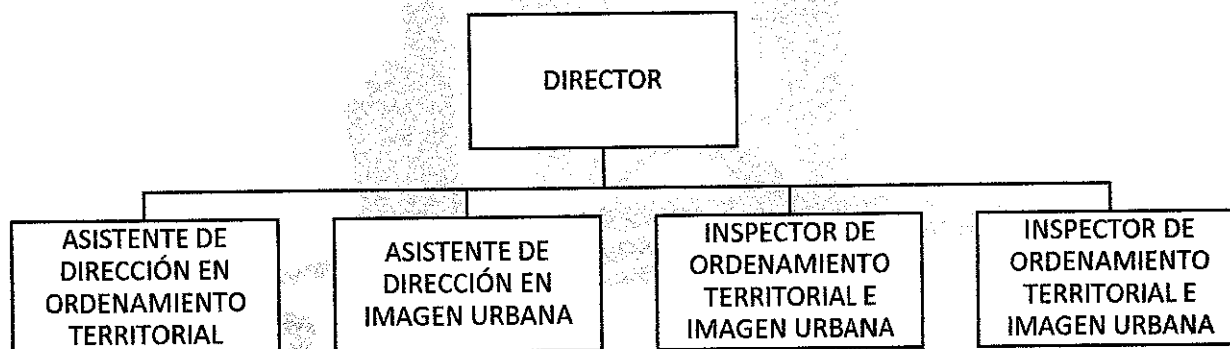 DIRECTOR
ASISTENTE DE
DIRECCIÓN EN
ORDENAMIENTO
TERRITORIAL
ASISTENTE DE
DIRECCIÓN EN
IMAGEN URBANA
INSPECTOR DE
ORDENAMIENTO
TERRITORIAL E
IMAGEN URBANA
INSPECTOR DE
ORDENAMIENTO
TERRITORIAL E
IMAGEN URBANA